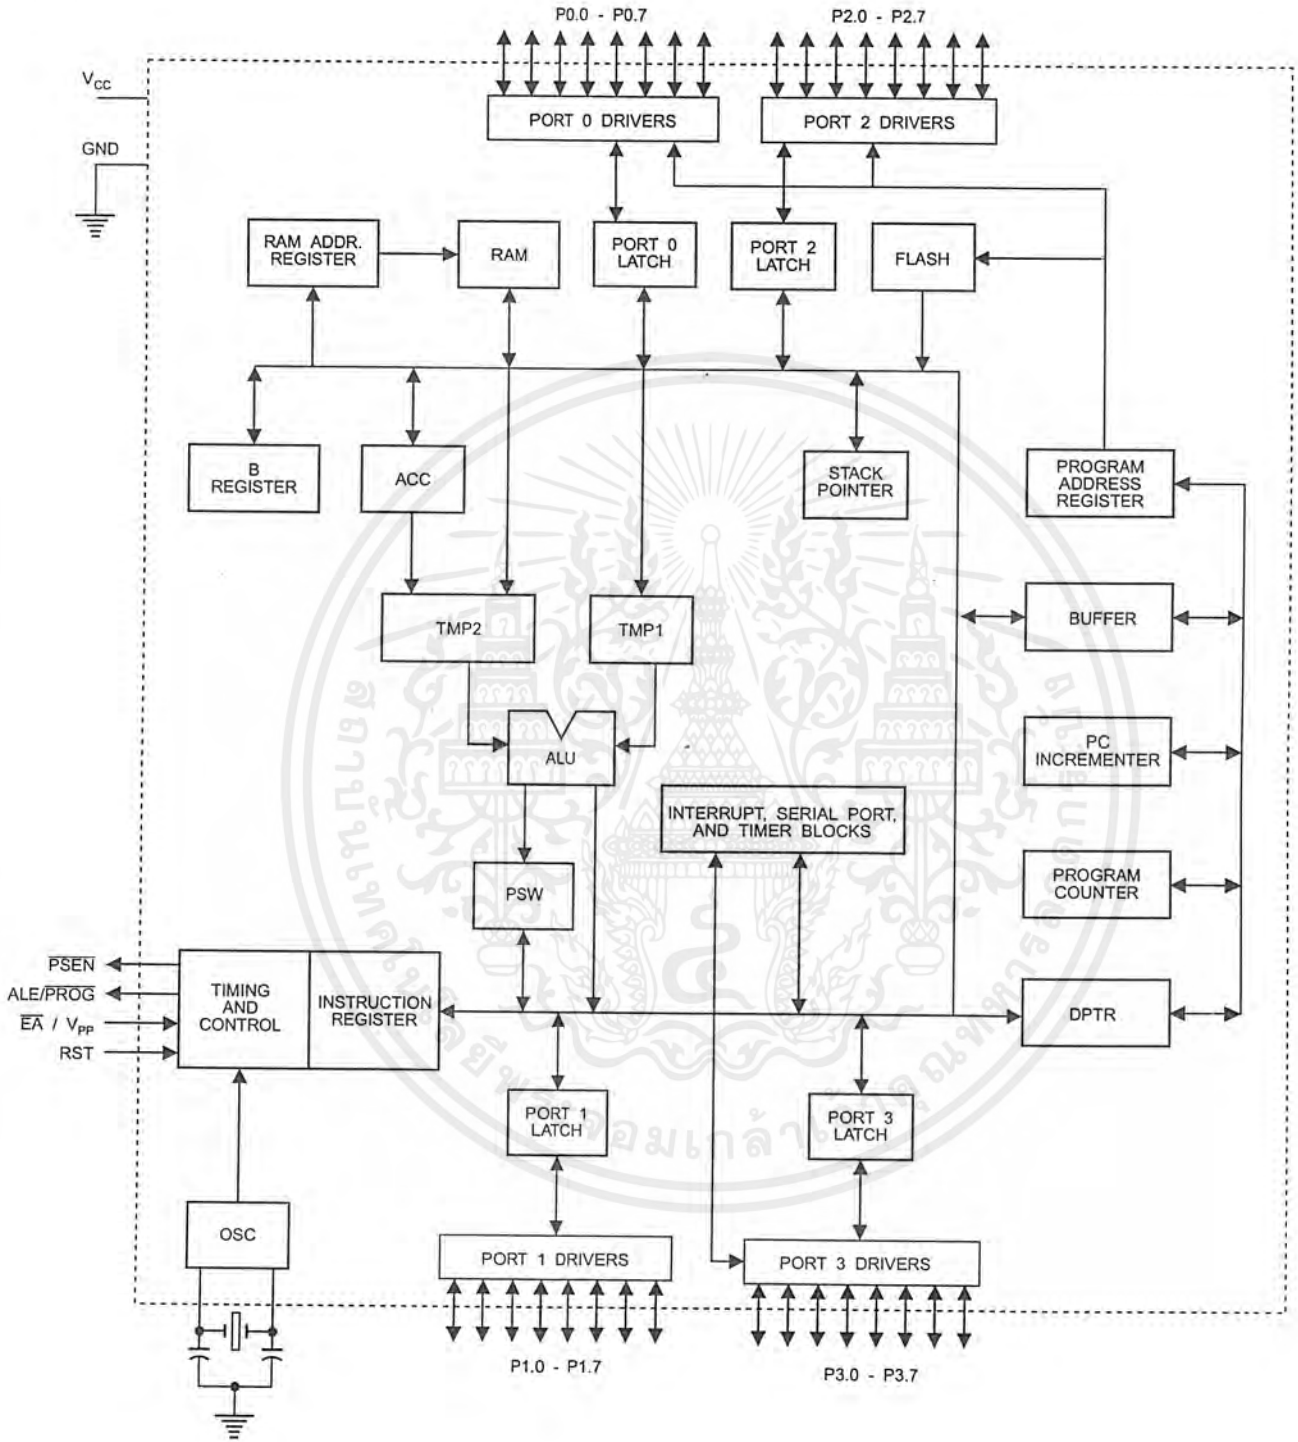 P0.0 - P0.7
P2.0 - P2.7
VCC
GND
PORT 0 DRIVERS
PORT 2 DRIVERS
RAM ADDR.
REGISTER
RAM
PORT 0
LATCH
PORT 2
LATCH
FLASH
B
REGISTER
ACC
STACK
POINTER
PROGRAM
ADDRESS
REGISTER
TMP2
TMP1
BUFFER
ALU
PC
INCREMENTER
INTERRUPT, SERIAL PORT,
AND TIMER BLOCKS
PSW
PROGRAM
COUNTER
PSEN
ALE/PROG
EA / VPP
RST
TIMING
AND
CONTROL
INSTRUCTION
REGISTER
DPTR
PORT 1
LATCH
PORT 3
LATCH
OSC
PORT 1 DRIVERS
PORT 3 DRIVERS
P1.0 - P1.7
P3.0 - P3.7